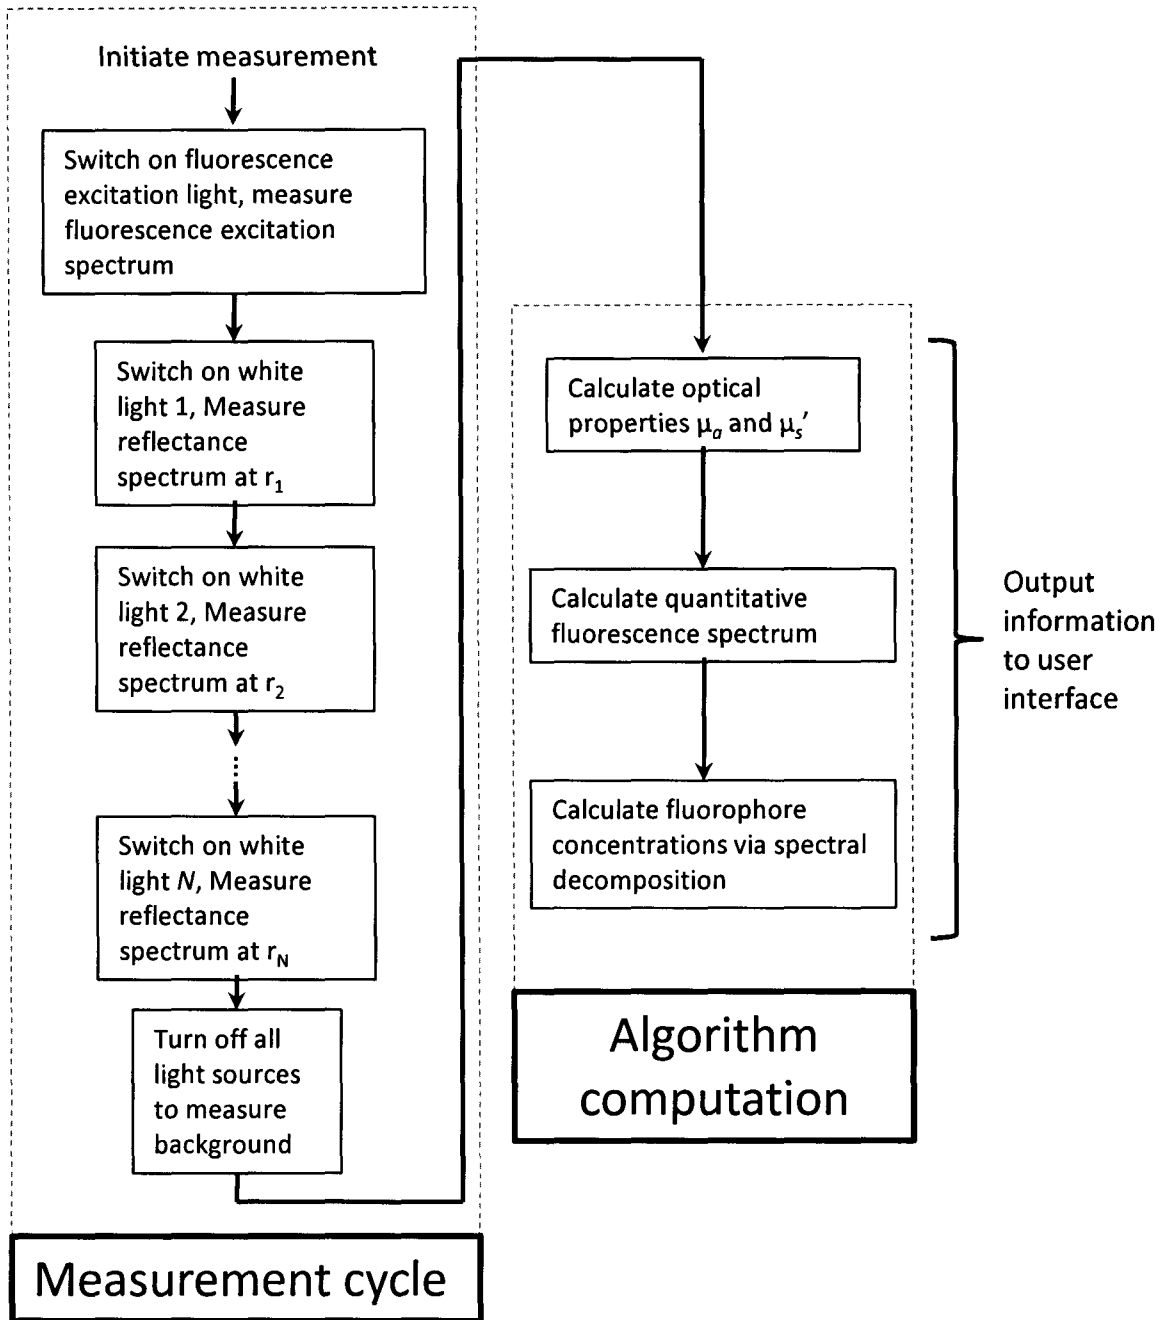 Initiate measurement
Switch on fluorescence
excitation light, measure
fluorescence excitation
spectrum
Switch on white
light 1, Measure
reflectance
spectrum at r₁
Switch on white
light 2, Measure
reflectance
spectrum at r₂
Switch on white
light N, Measure
reflectance
spectrum at r_N
Turn off all
light sources
to measure
background
Measurement cycle
Calculate optical
properties μₐ and μₛ′
Calculate quantitative
fluorescence spectrum
Calculate fluorophore
concentrations via spectral
decomposition
Algorithm
computation
Output
information
to user
interface